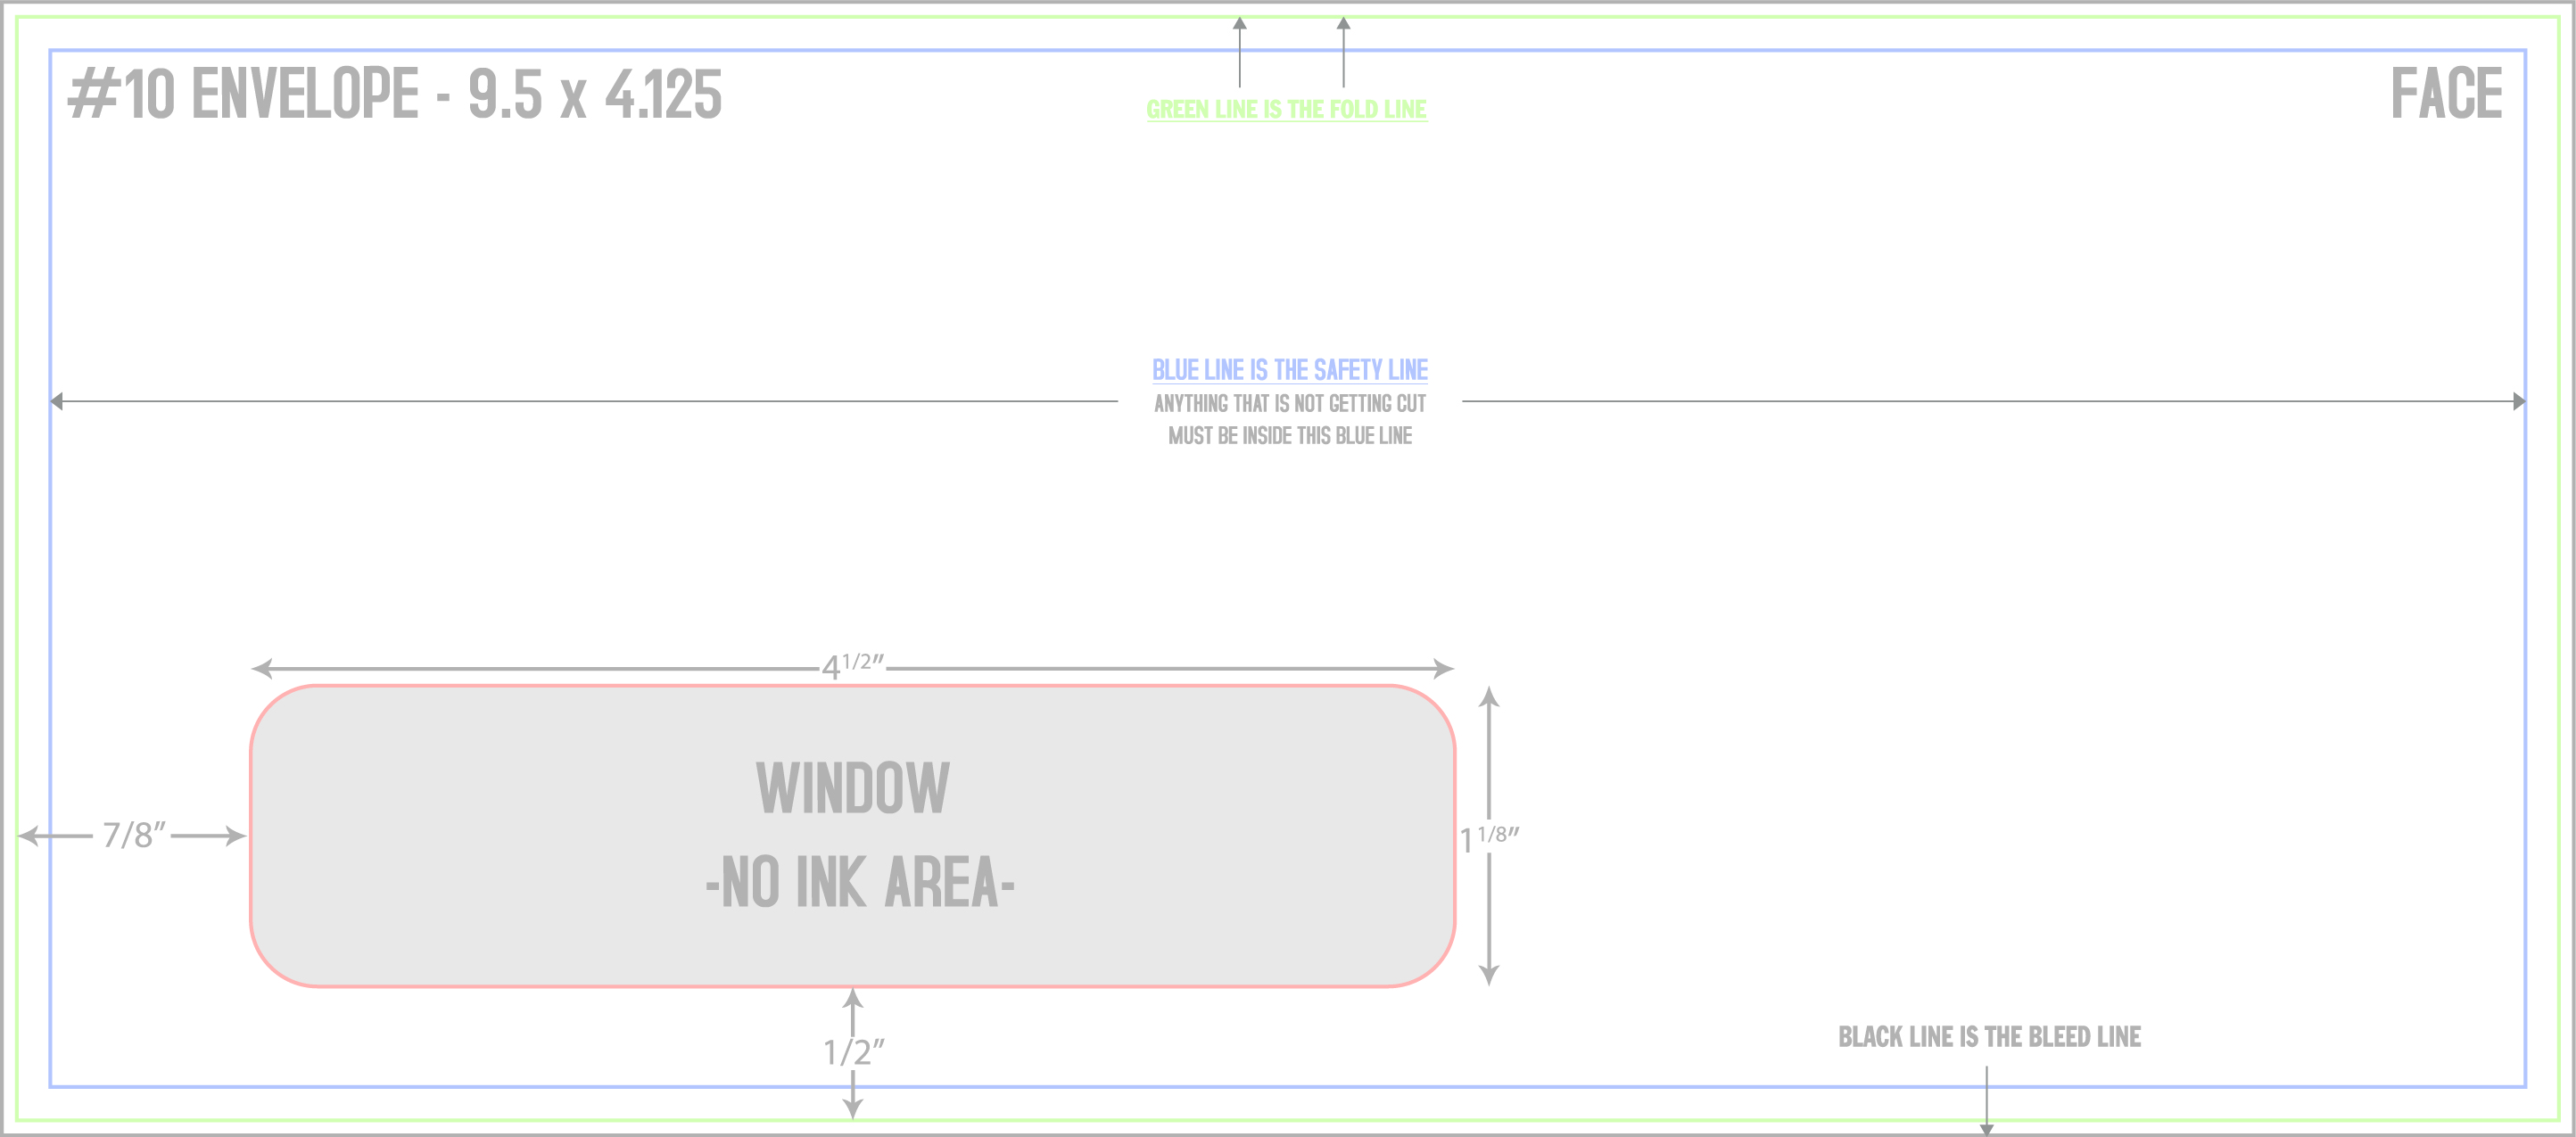 #10 ENVELOPE - 9.5 x 4.125
FACE
GREEN LINE IS THE FOLD LINE
BLUE LINE IS THE SAFETY LINE
ANYTHING THAT IS NOT GETTING CUT
MUST BE INSIDE THIS BLUE LINE
4 1/2”
WINDOW
-NO INK AREA-
7/8”
1 1/8”
1/2”
BLACK LINE IS THE BLEED LINE